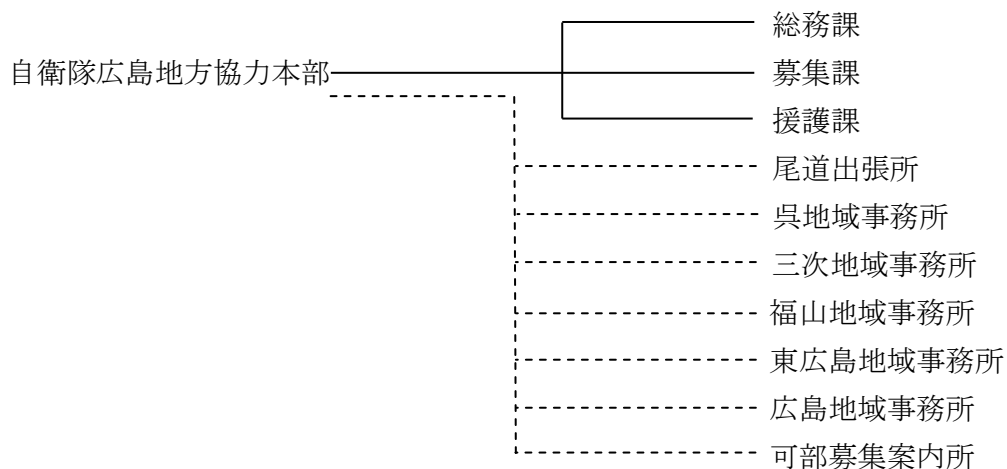 総務課
自衛隊広島地方協力本部
募集課
援護課
尾道出張所
呉地域事務所
三次地域事務所
福山地域事務所
東広島地域事務所
広島地域事務所
可部募集案内所